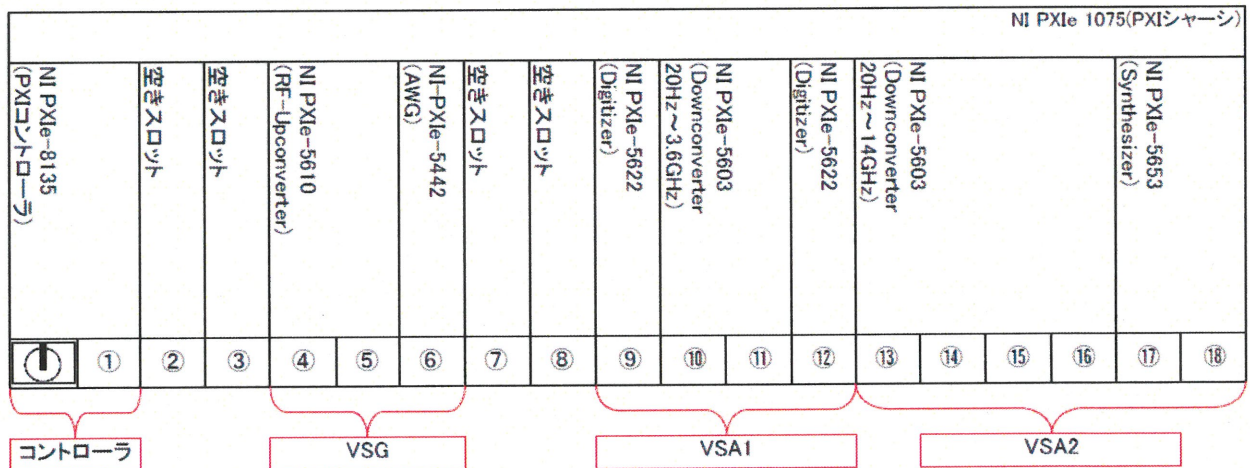 NI PXIe 1075(PXIシャーシ)
NI PXIe-8135
(PXIコントローラ)
空きスロット
空きスロット
NI PXIe-5610
(RF-Upconverter)
NI-PXIe-5442
(AWG)
空きスロット
空きスロット
NI PXIe-5622
(Digitizer)
NI PXIe-5603
(Downconverter
20Hz～3.6GHz)
NI PXIe-5622
(Digitizer)
NI PXIe-5603
(Downconverter
20Hz～14GHz)
NI PXIe-5653
(Synthesizer)
① ② ③ ④ ⑤ ⑥ ⑦ ⑧ ⑨ ⑩ ⑪ ⑫ ⑬ ⑭ ⑮ ⑯ ⑰ ⑱
コントローラ VSG VSA1 VSA2